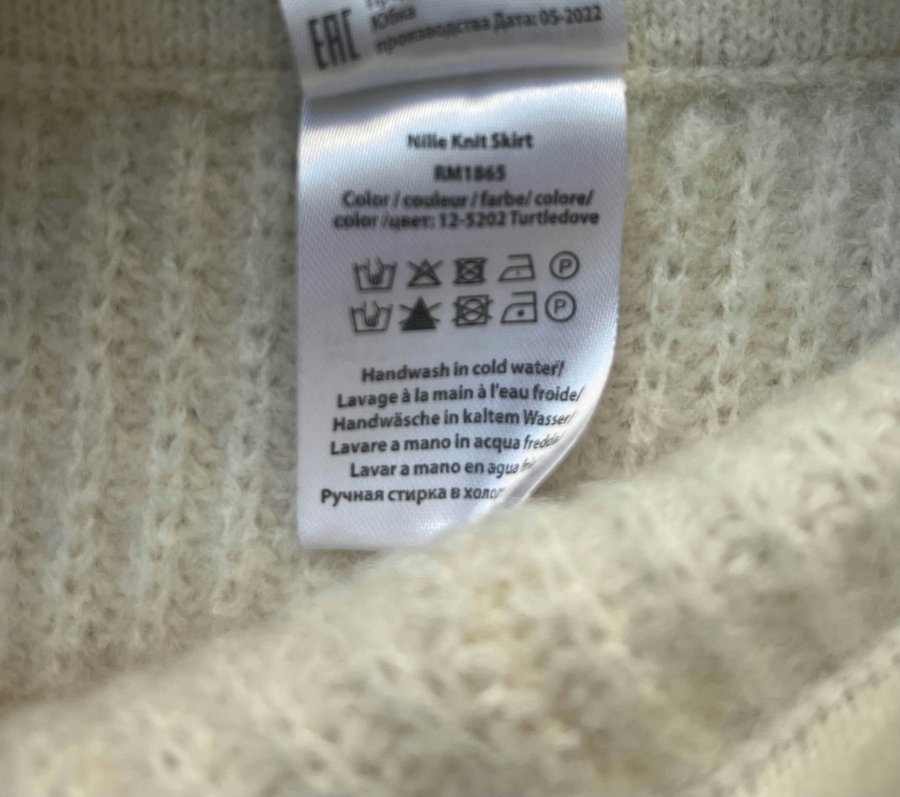 EAC
Юбка
производства Дата: 05-2022
Nillie Knit Skirt
RM1865
Color / couleur / farbe/ colore/
color /цвет: 12-5202 Turtledove
P
P
Handwash in cold water/
Lavage à la main à l'eau froide/
Handwäsche in kaltem Wasser/
Lavare a mano in acqua fredda/
Lavar a mano en agua
Ручная стирка в